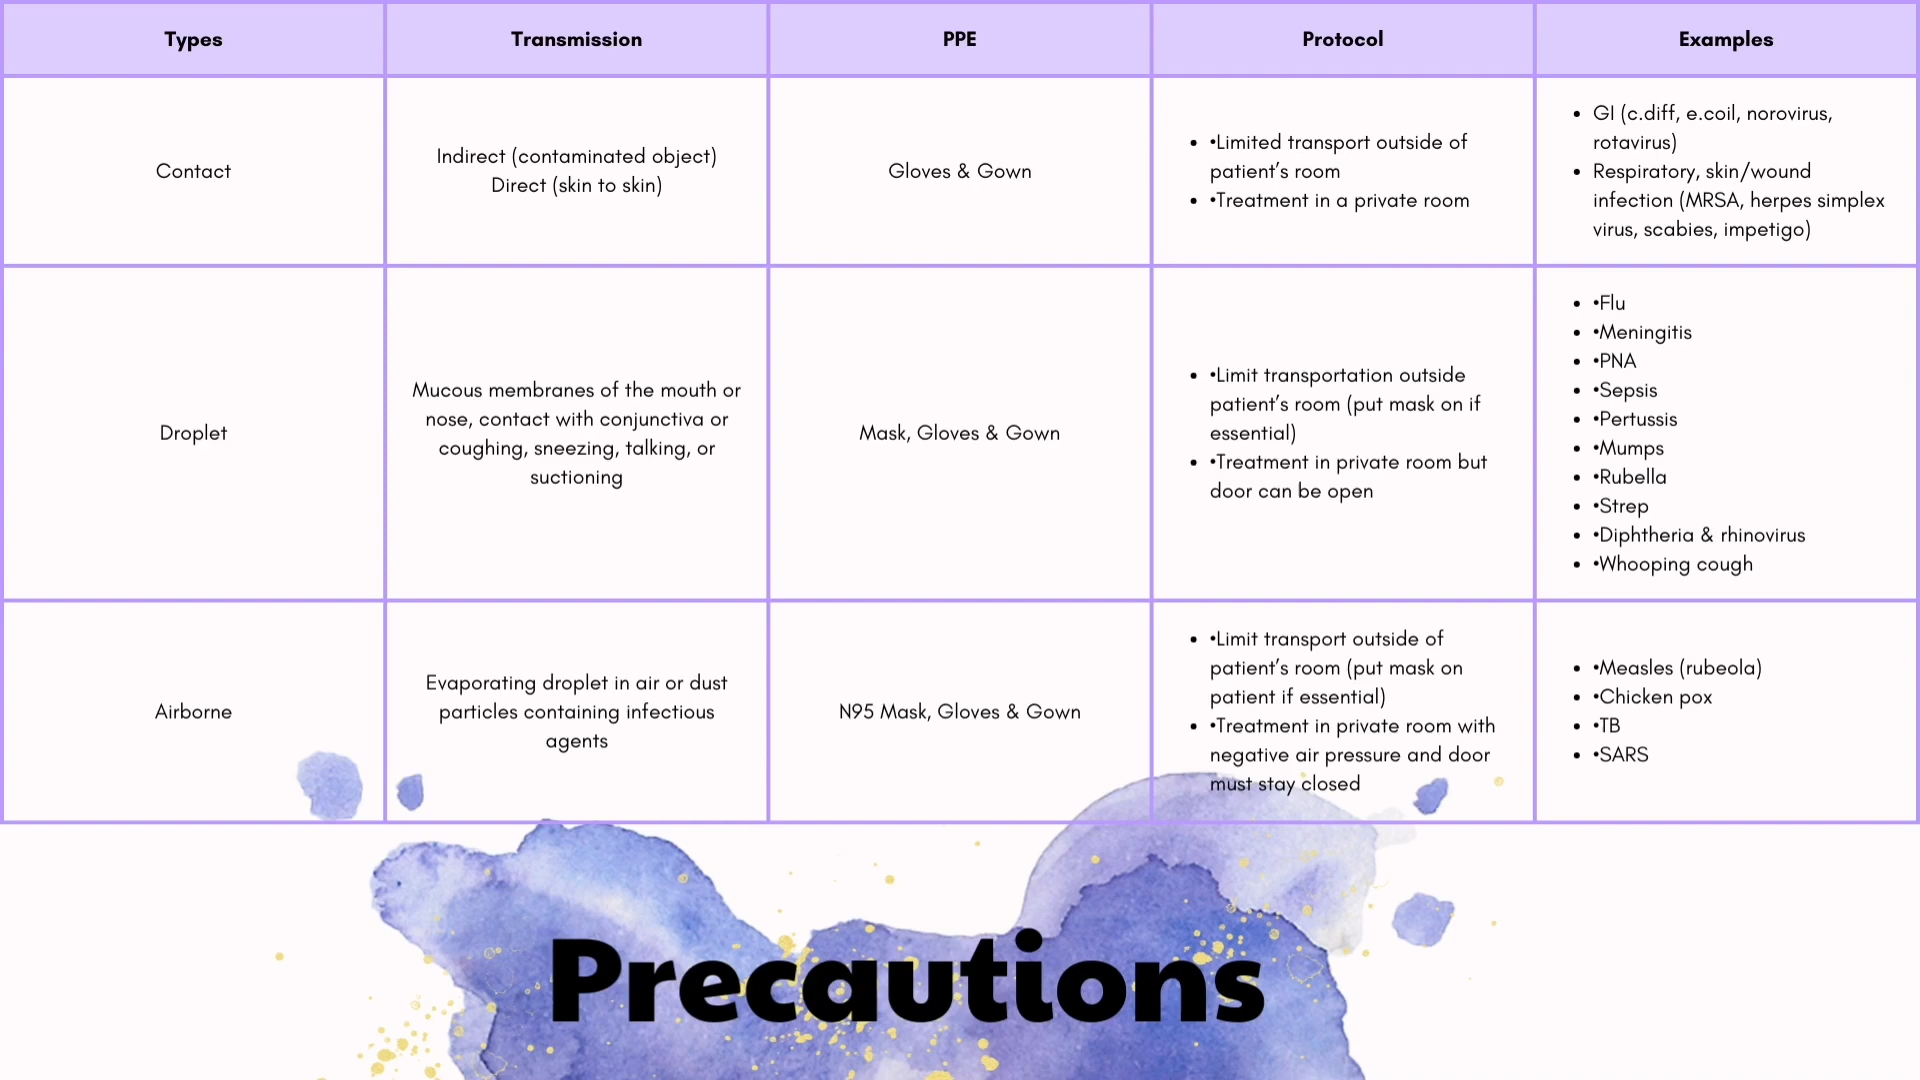 Types
Transmission
PPE
Protocol
Examples
Contact
Indirect (contaminated object)
Direct (skin to skin)
Gloves & Gown
• •Limited transport outside of
patient’s room
• •Treatment in a private room
• GI (c.diff, e.coil, norovirus,
rotavirus)
• Respiratory, skin/wound
infection (MRSA, herpes simplex
virus, scabies, impetigo)
Droplet
Mucous membranes of the mouth or
nose, contact with conjunctiva or
coughing, sneezing, talking, or
suctioning
Mask, Gloves & Gown
• •Limit transportation outside
patient’s room (put mask on if
essential)
• •Treatment in private room but
door can be open
• •Flu
• •Meningitis
• •PNA
• •Sepsis
• •Pertussis
• •Mumps
• •Rubella
• •Strep
• •Diphtheria & rhinovirus
• •Whooping cough
Airborne
Evaporating droplet in air or dust
particles containing infectious
agents
N95 Mask, Gloves & Gown
• •Limit transport outside of
patient’s room (put mask on
patient if essential)
• •Treatment in private room with
negative air pressure and door
must stay closed
• •Measles (rubeola)
• •Chicken pox
• •TB
• •SARS
Precautions